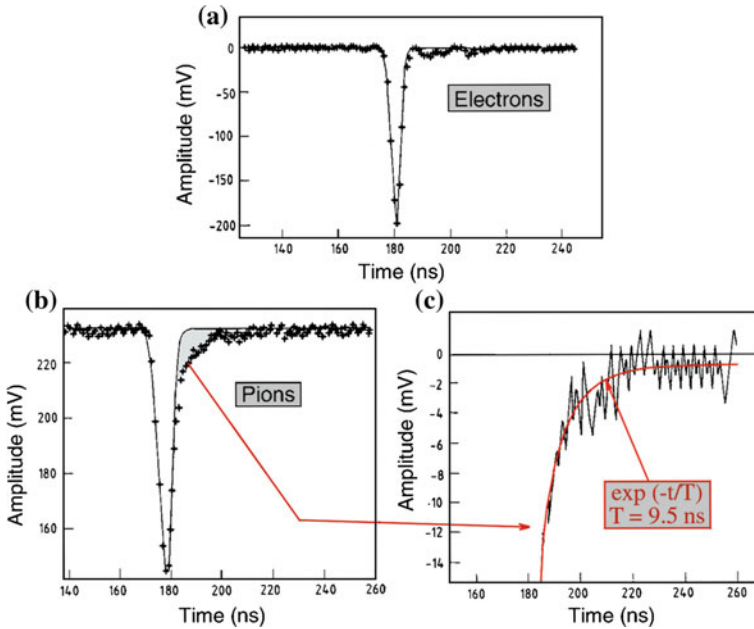 (a)
0
-50
-100
-150
-200
Amplitude (mV)
Electrons
140 160 180 200 220 240
Time (ns)
(b)
220
200
290
160
Amplitude (mV)
Pions
140 160 180 200 220 240 260
Time (ns)
(c)
0
-2
-4
-6
-8
-10
-12
-14
Amplitude (mV)
exp (-t/T)
T = 9.5 ns
160 180 200 220 240 260
Time (ns)